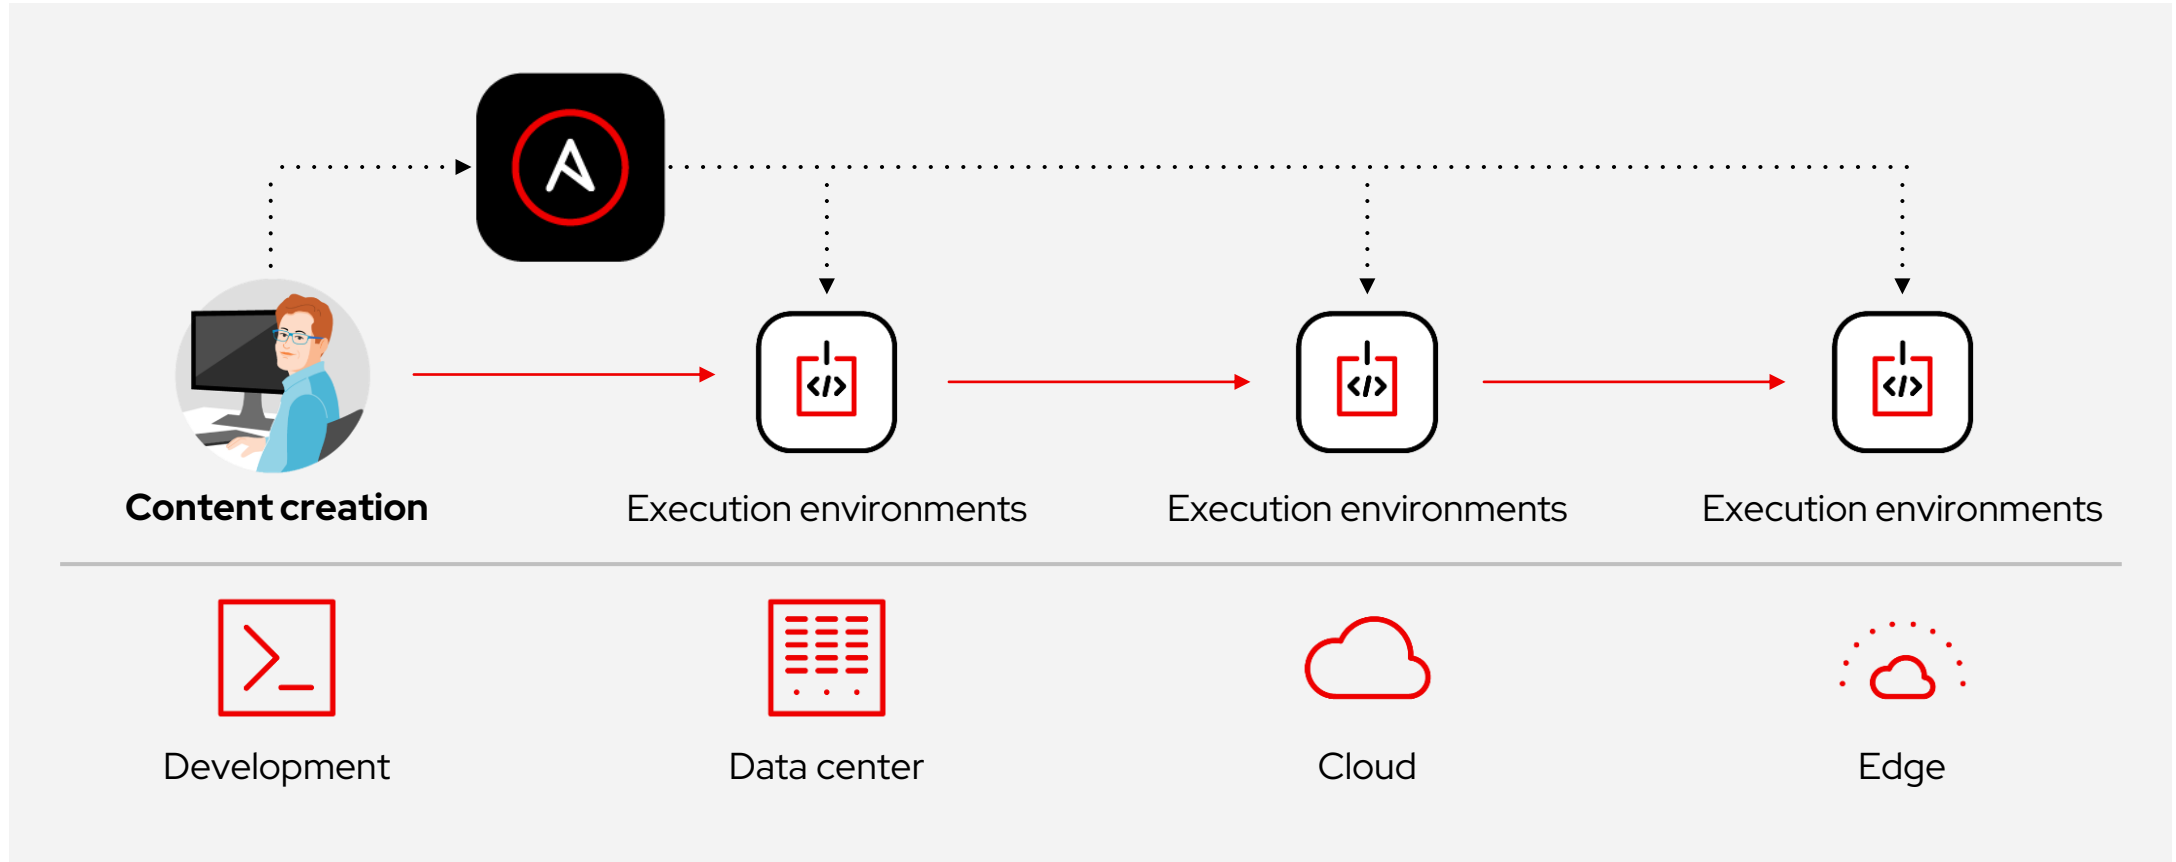 Content creation
Execution environments
Execution environments
Execution environments
Development
Data center
Cloud
Edge